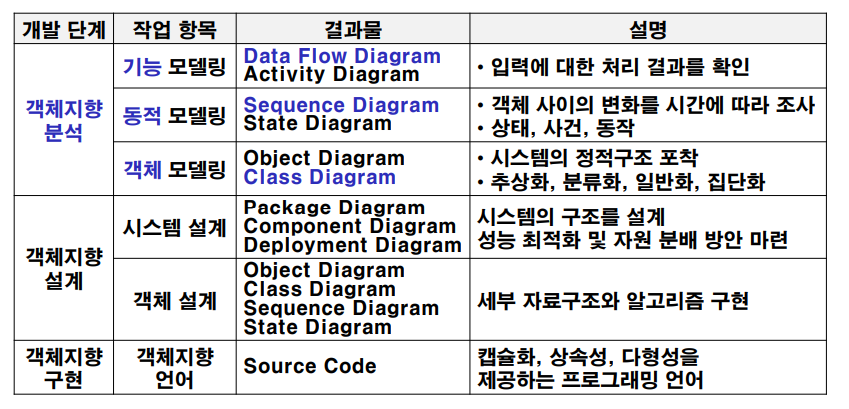 개발 단계 작업 항목 결과물 설명
객체지향
분석
기능 모델링
Data Flow Diagram
Activity Diagram
• 입력에 대한 처리 결과를 확인
동적 모델링
Sequence Diagram
State Diagram
• 객체 사이의 변화를 시간에 따라 조사
• 상태, 사건, 동작
객체 모델링
Object Diagram
Class Diagram
• 시스템의 정적구조 포착
• 추상화, 분류화, 일반화, 집단화
객체지향
설계
시스템 설계
Package Diagram
Component Diagram
Deployment Diagram
시스템의 구조를 설계
성능 최적화 및 자원 분배 방안 마련
객체 설계
Object Diagram
Class Diagram
Sequence Diagram
State Diagram
세부 자료구조와 알고리즘 구현
객체지향
구현
객체지향
언어
Source Code
캡슐화, 상속성, 다형성을
제공하는 프로그래밍 언어